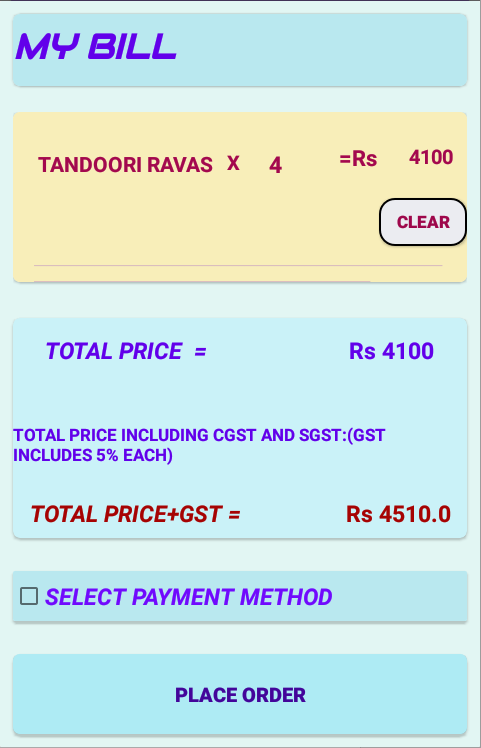 MY BILL
TANDOORI RAVAS X 4 =Rs 4100
CLEAR
TOTAL PRICE = Rs 4100
TOTAL PRICE INCLUDING CGST AND SGST:(GST
INCLUDES 5% EACH)
TOTAL PRICE+GST = Rs 4510.0
SELECT PAYMENT METHOD
PLACE ORDER